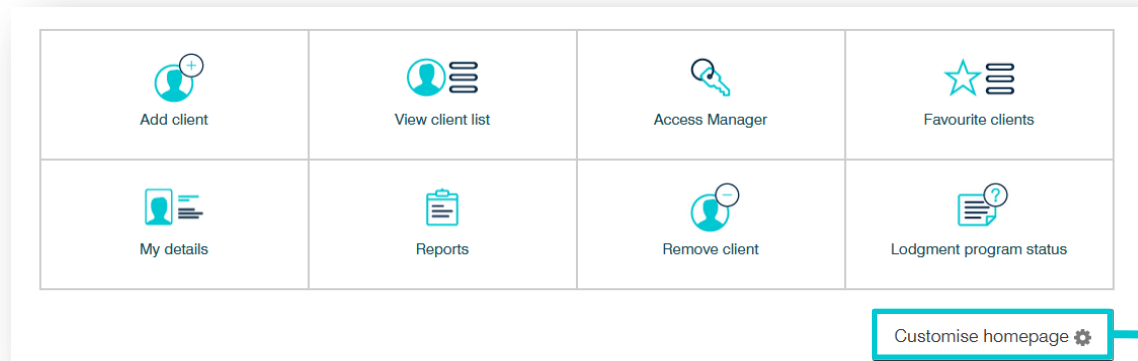 Add client
View client list
Access Manager
Favourite clients
My details
Reports
Remove client
Lodgment program status
Customise homepage